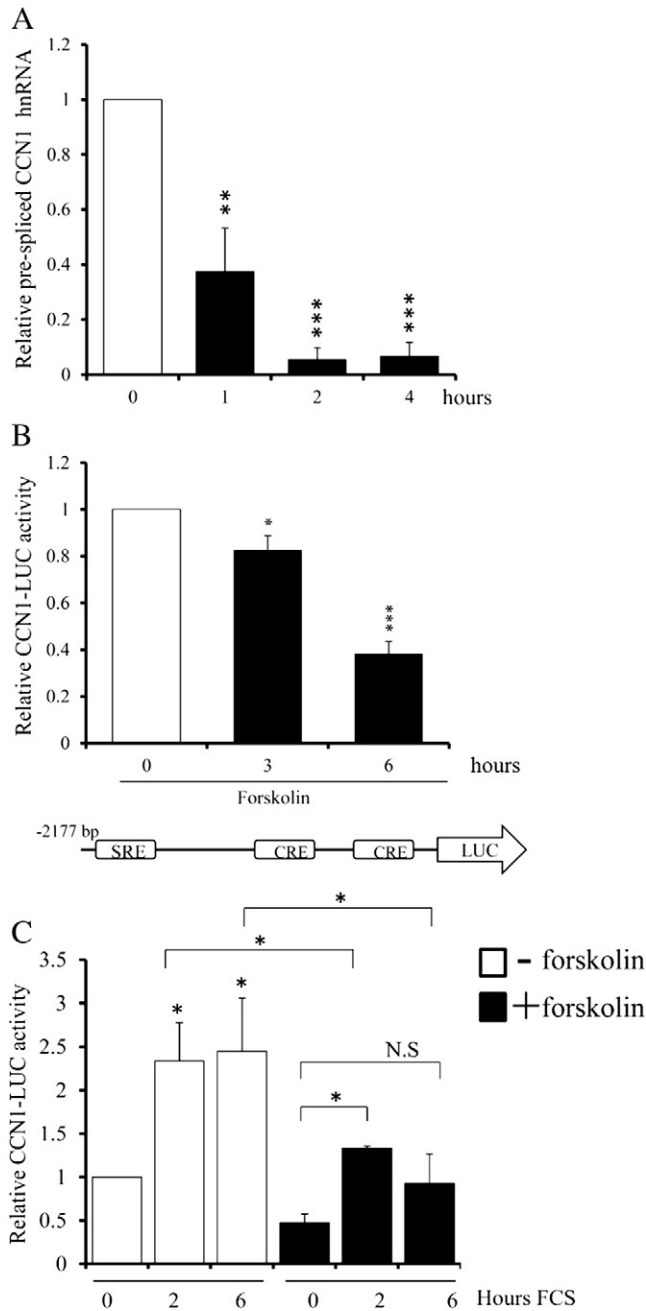 A
Relative pre-spliced CCN1 hnRNA
1.2
1
0.8
0.6
0.4
0.2
0
**
***
***
0 1 2 4 hours
B
Relative CCN1-LUC activity
1.2
1
0.8
0.6
0.4
0.2
0
*
***
0 3 6 hours
Forskolin
-2177 bp
SRE CRE CRE LUC
C
Relative CCN1-LUC activity
3.5
3
2.5
2
1.5
1
0.5
0
*
*
*
*
N.S
*
- forskolin
+ forskolin
0 2 6 0 2 6 Hours FCS